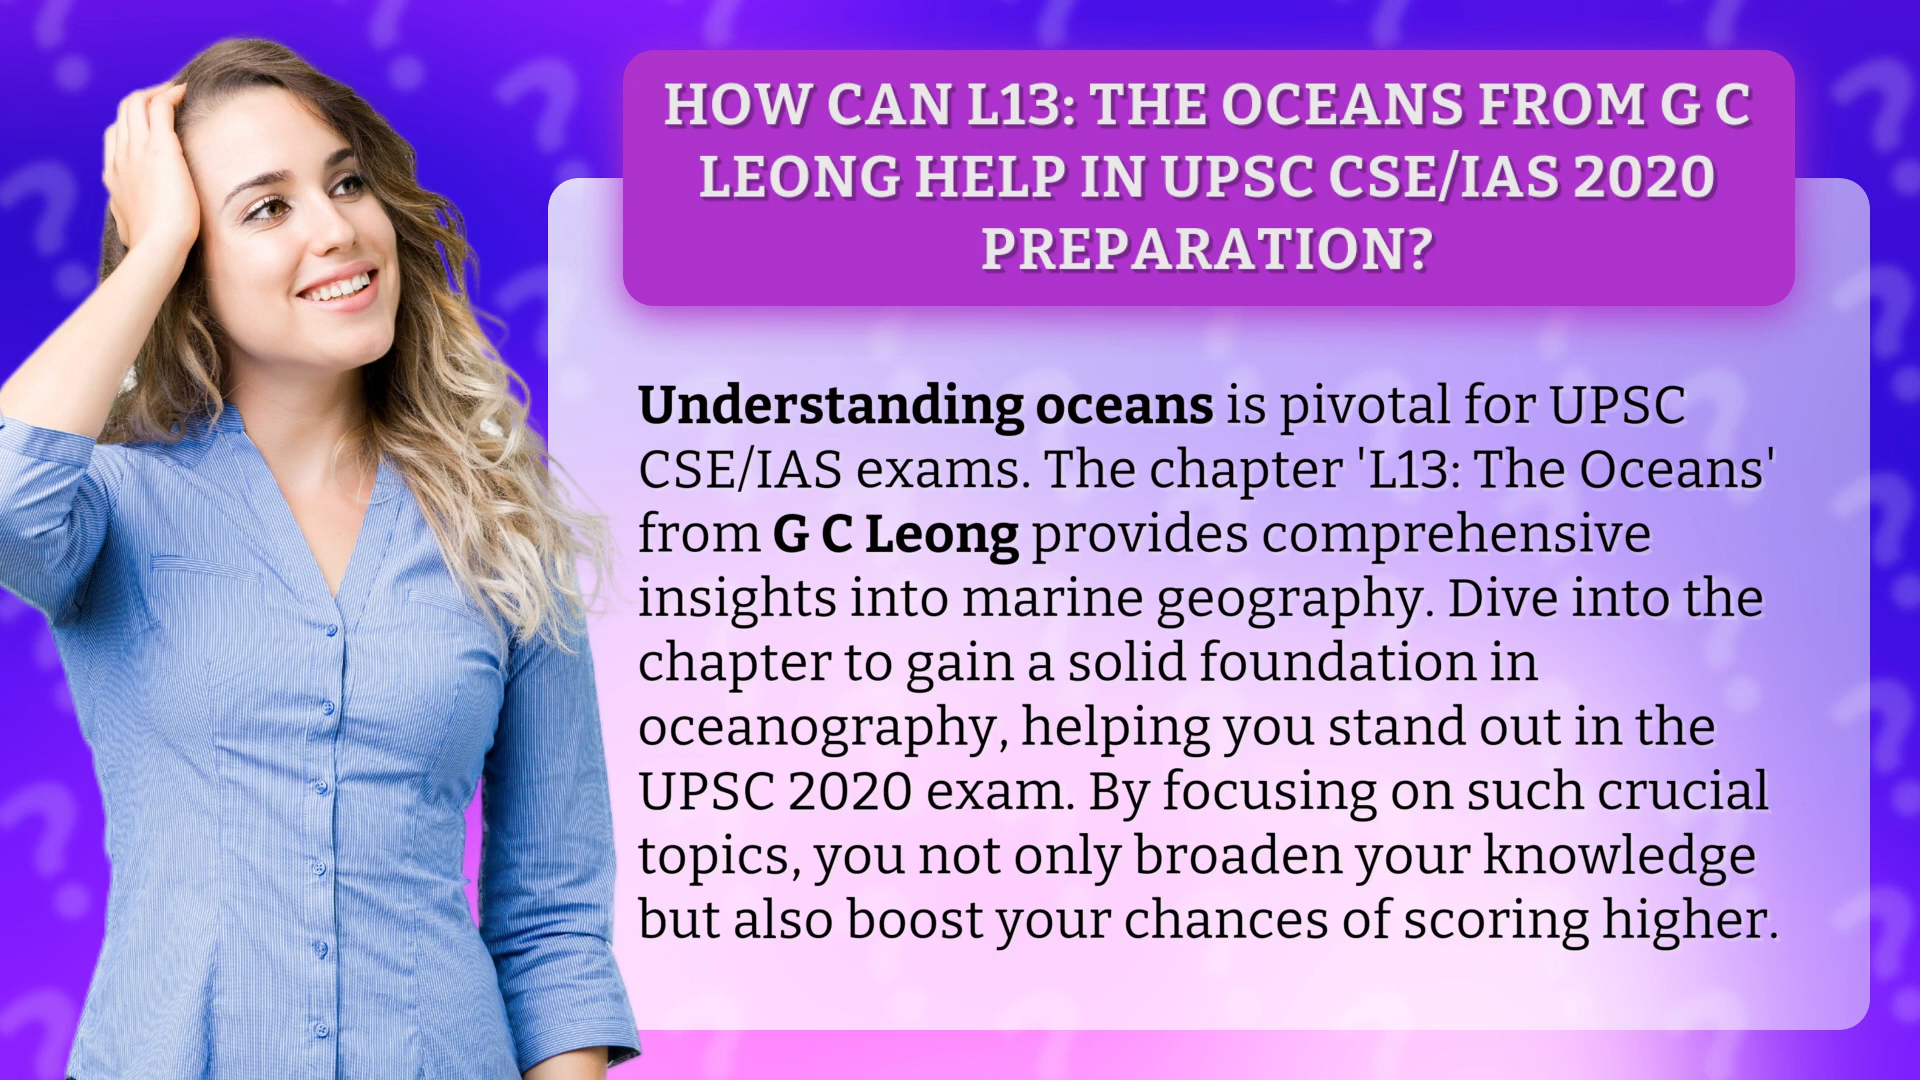 HOW CAN L13: THE OCEANS FROM G C
LEONG HELP IN UPSC CSE/IAS 2020
PREPARATION?
Understanding oceans is pivotal for UPSC
CSE/IAS exams. The chapter 'L13: The Oceans'
from G C Leong provides comprehensive
insights into marine geography. Dive into the
chapter to gain a solid foundation in
oceanography, helping you stand out in the
UPSC 2020 exam. By focusing on such crucial
topics, you not only broaden your knowledge
but also boost your chances of scoring higher.